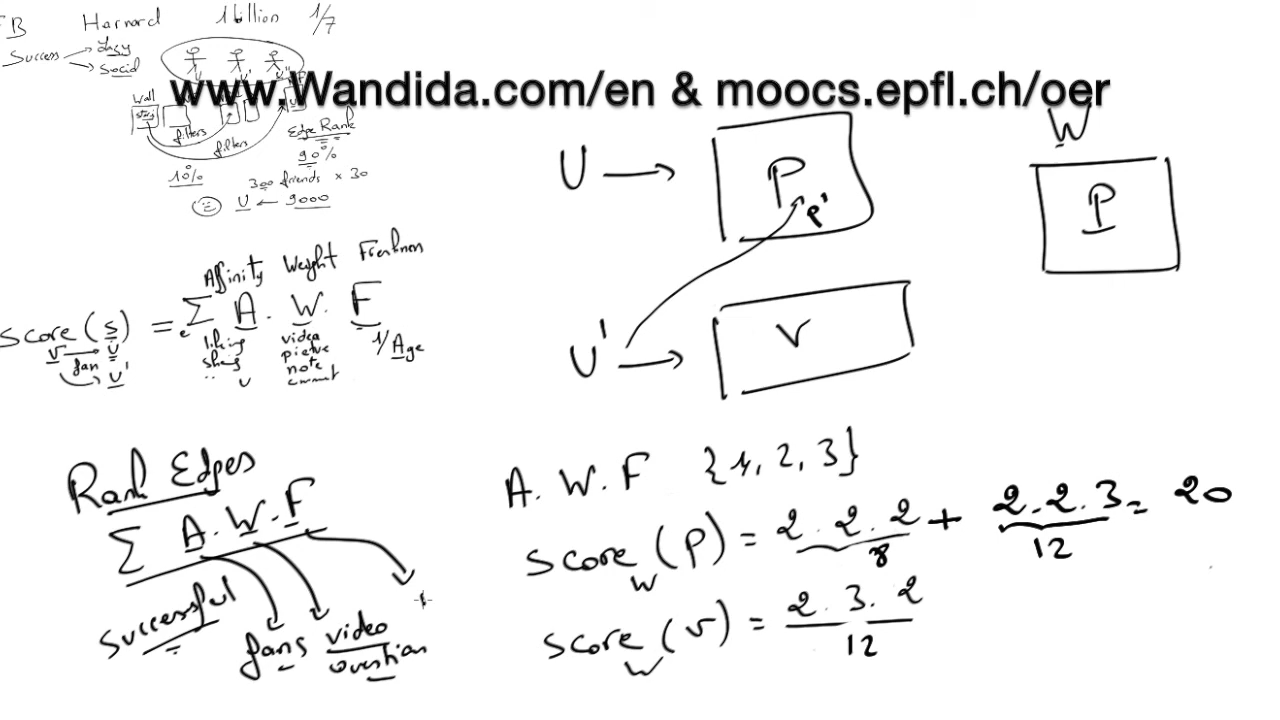 FB Harvard 1 billion 1/7
Success
Lazy
Social
u u' u"
www.Wandida.com/en & moocs.epfl.ch/oer
Wall
story
filters
filters
Edge Rank
90%
10%
300 friends × 30
U ← 9000
U → P
p'
W
P
U' → V
Affinity Weight Freshness
score(s) = Σ A. W. F
e
v → u
fan
u'
liking
video
picture
note
1/Age
Rank Edges
Σ A.W.F
successful
fans
video
question
A. W. F {1, 2, 3}
score (p) = 2 . 2 . 2 + 2 . 2 . 3 = 20
w
8
12
score (v) = 2 . 3 . 2
w
12